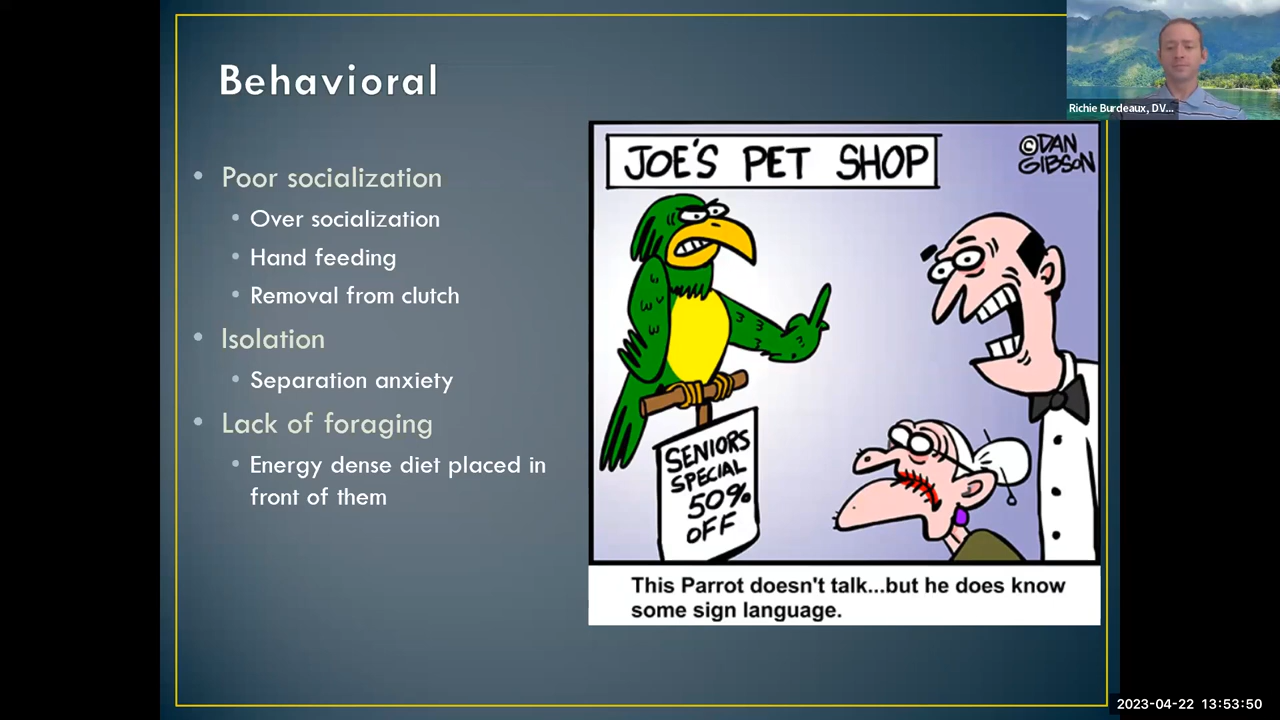 Behavioral
Richie Burdeaux, DV...
• Poor socialization
• Over socialization
• Hand feeding
• Removal from clutch
• Isolation
• Separation anxiety
• Lack of foraging
• Energy dense diet placed in
front of them
JOE'S PET SHOP
©DAN
GIBSON
SENIORS
SPECIAL
50%
OFF
This Parrot doesn't talk...but he does know
some sign language.
2023-04-22 13:53:50